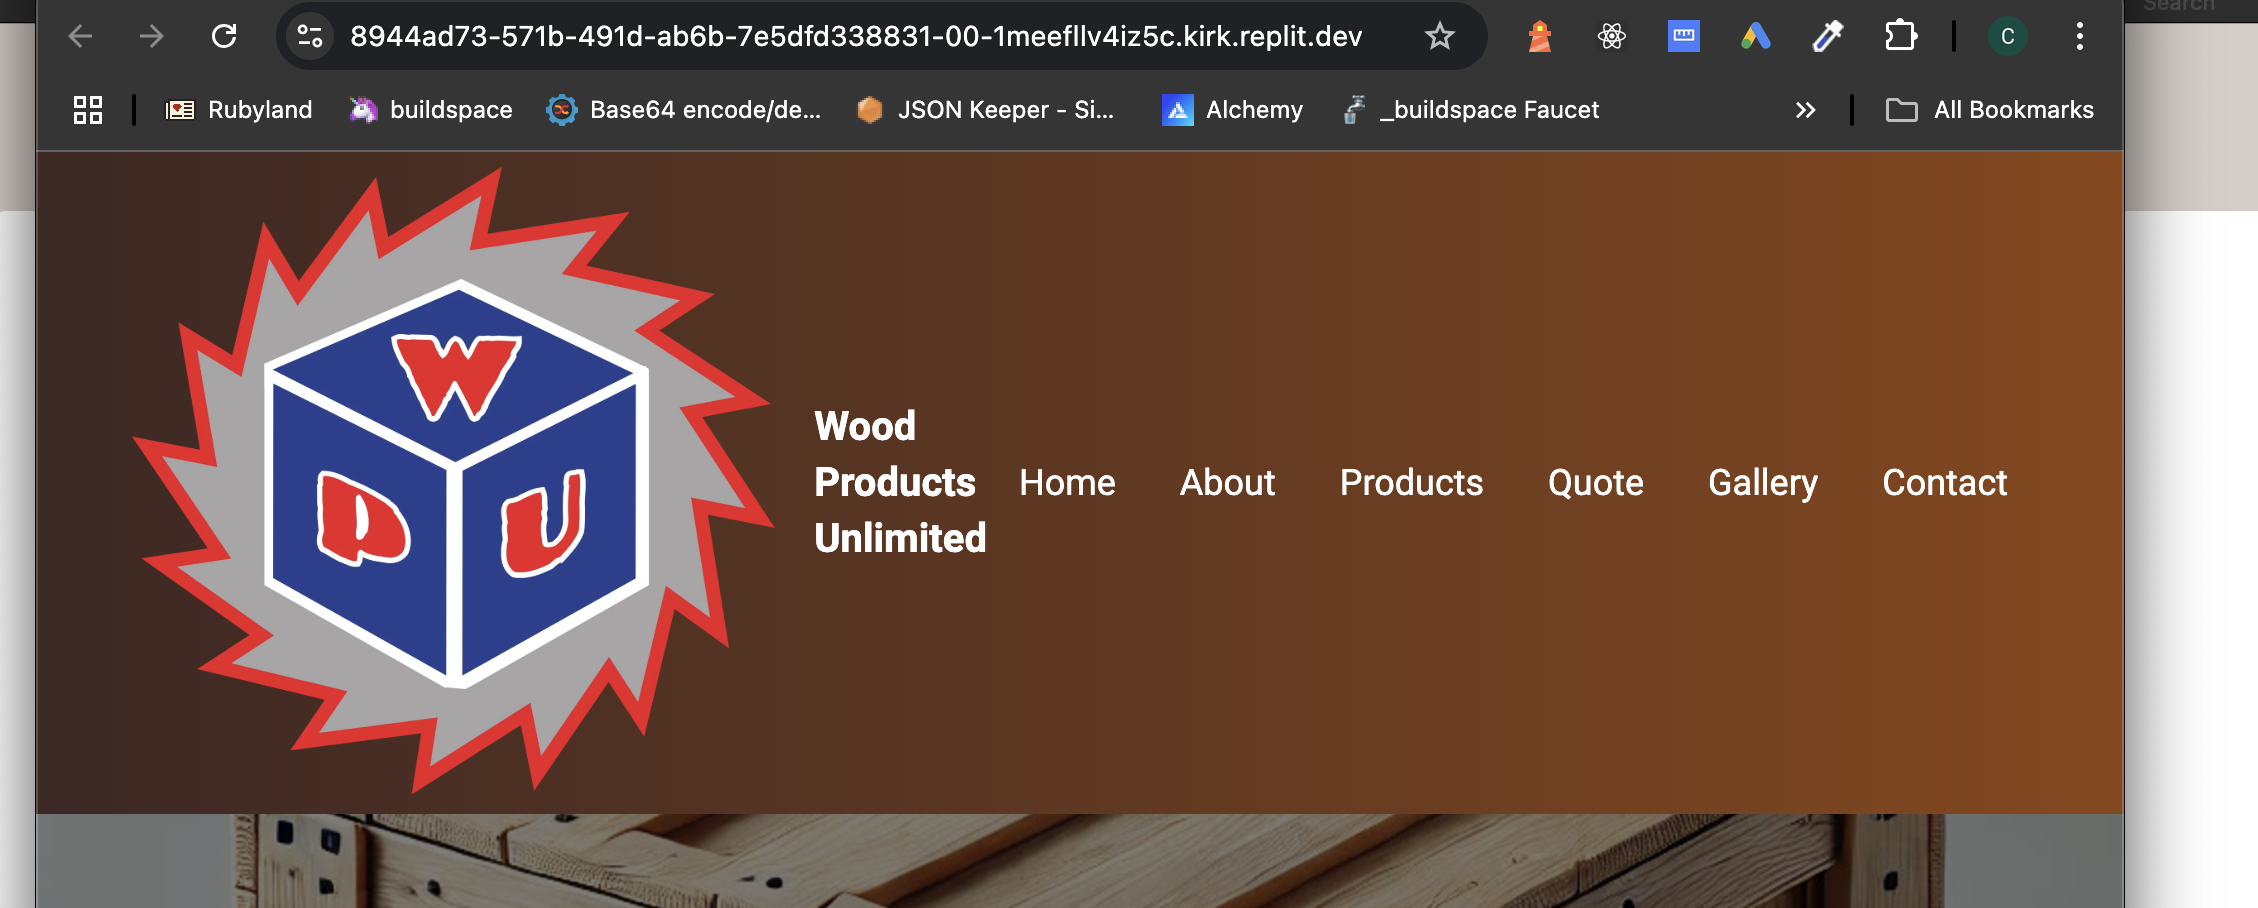 Search
8944ad73-571b-491d-ab6b-7e5dfd338831-00-1meefllv4iz5c.kirk.replit.dev
C
Rubyland
buildspace
Base64 encode/de...
JSON Keeper - Si...
Alchemy
_buildspace Faucet
All Bookmarks
W
D
U
Wood
Products
Unlimited
Home
About
Products
Quote
Gallery
Contact